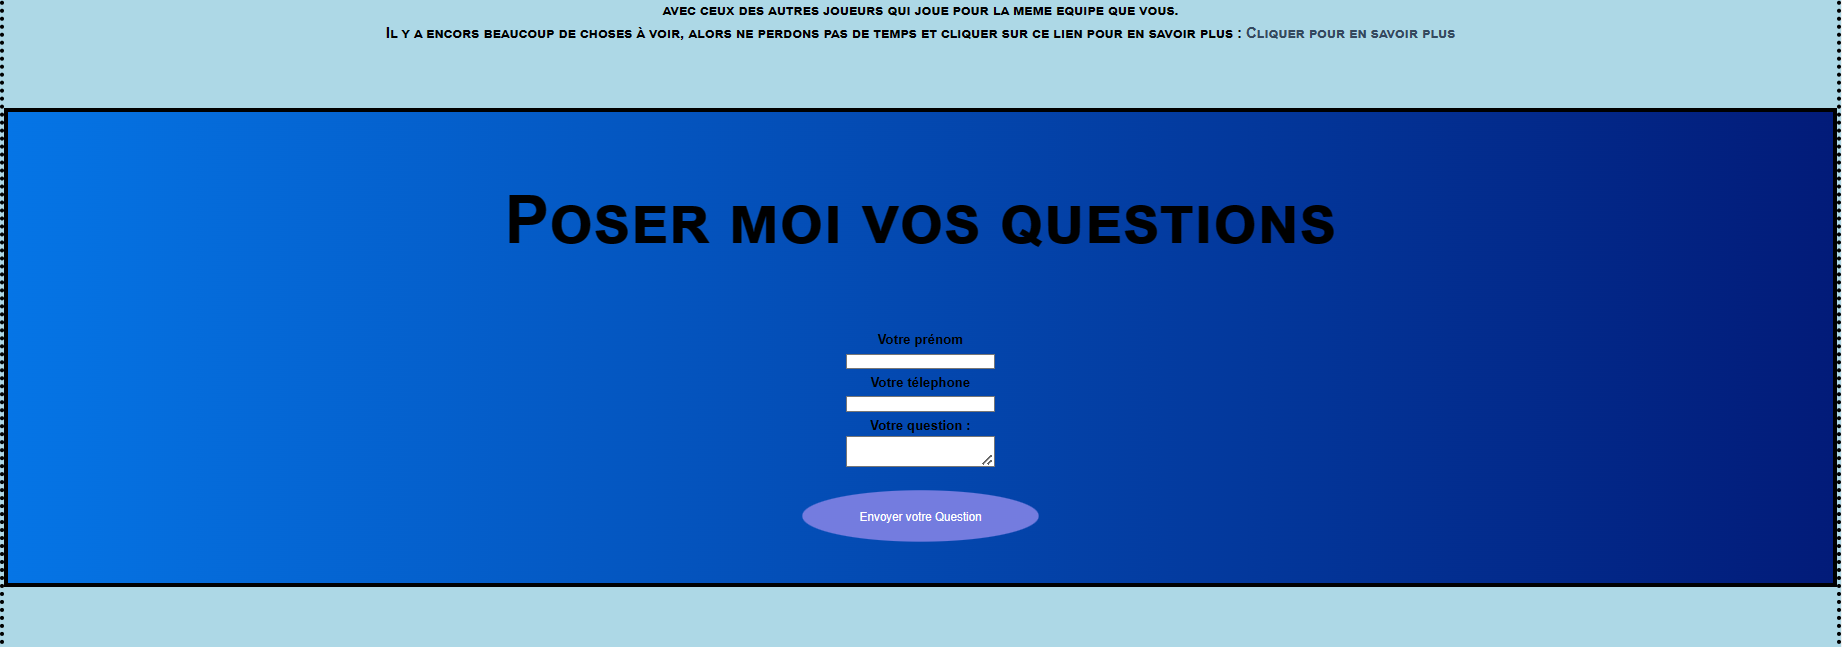 avec ceux des autres joueurs qui joue pour la meme equipe que vous.
Il y a encors beaucoup de choses à voir, alors ne perdons pas de temps et cliquer sur ce lien pour en savoir plus : Cliquer pour en savoir plus
Poser moi vos questions
Votre prénom
Votre télephone
Votre question :
Envoyer votre Question